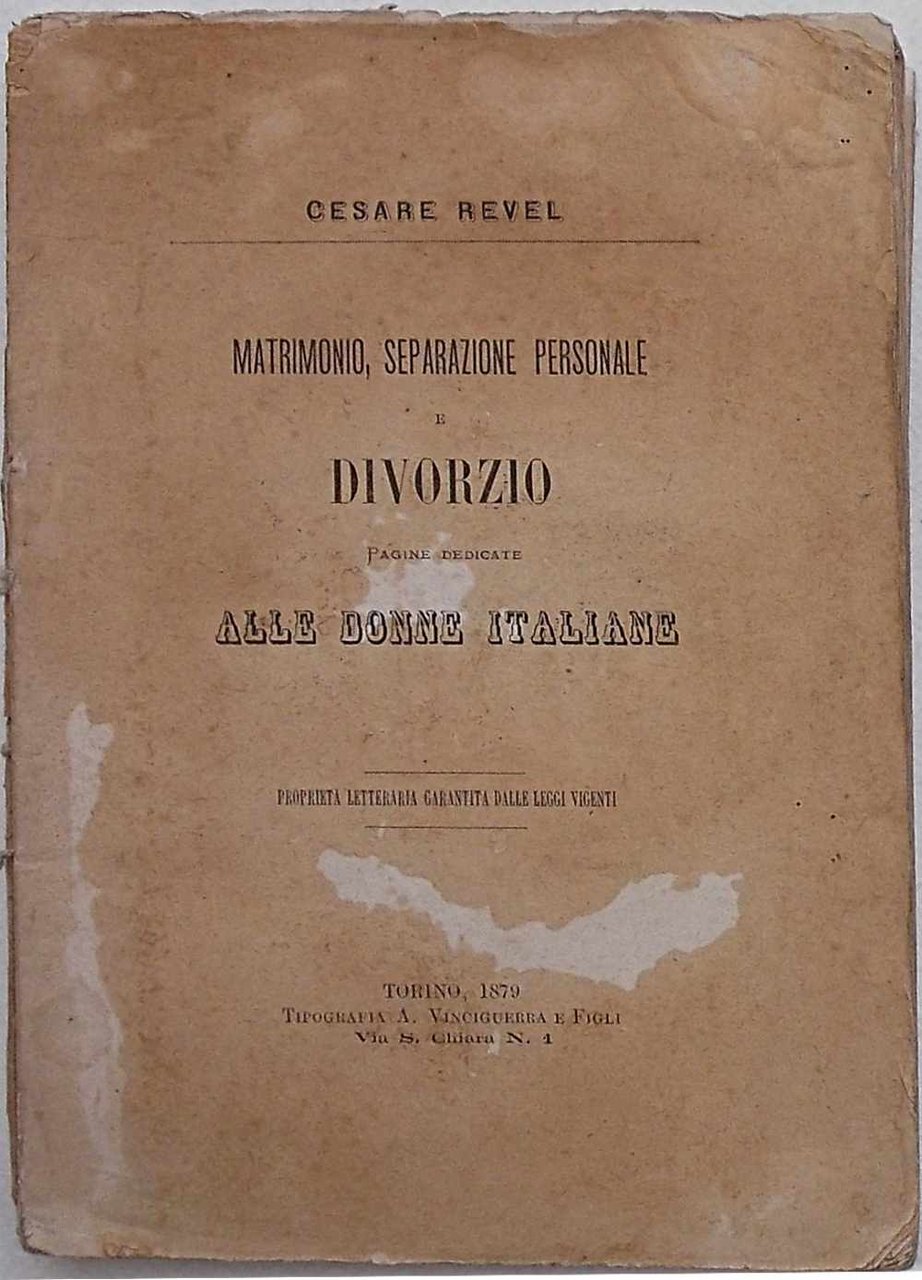 CESARE REVEL
MATRIMONIO, SEPARAZIONE PERSONALE
E
DIVORZIO
PAGINE DEDICATE
ALLE DONNE ITALIANE
PROPRIETÀ LETTERARIA GARANTITA DALLE LEGGI VIGENTI
TORINO, 1879
TIPOGRAFIA A. VINCIGUERRA E FIGLI
Via S. Chiara N. 1